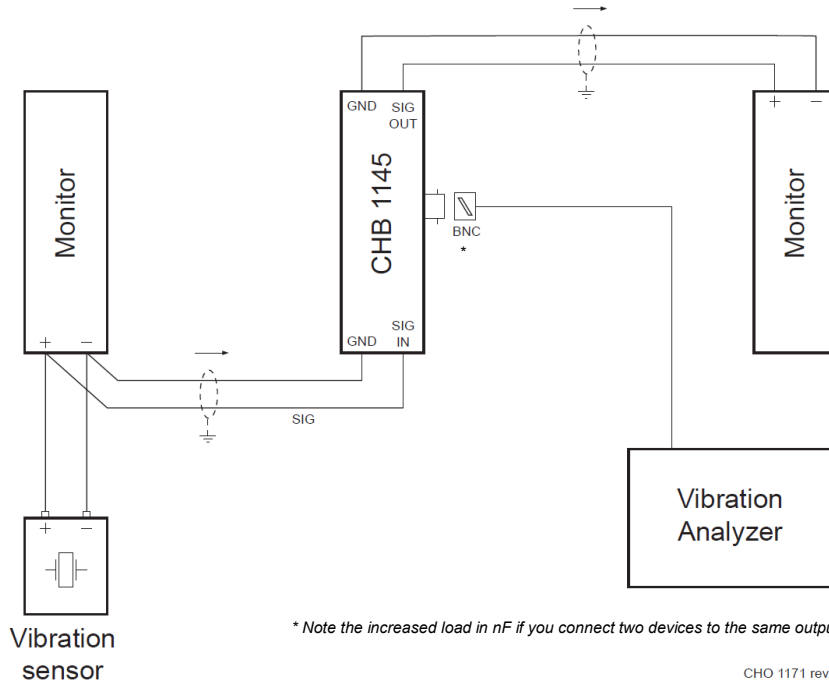 GND SIG
OUT
+ −
Monitor
CHB 1145
Monitor
BNC
*
SIG
GND IN
+ −
SIG
+ −
Vibration
Analyzer
Vibration
sensor
* Note the increased load in nF if you connect two devices to the same outpu
CHO 1171 rev